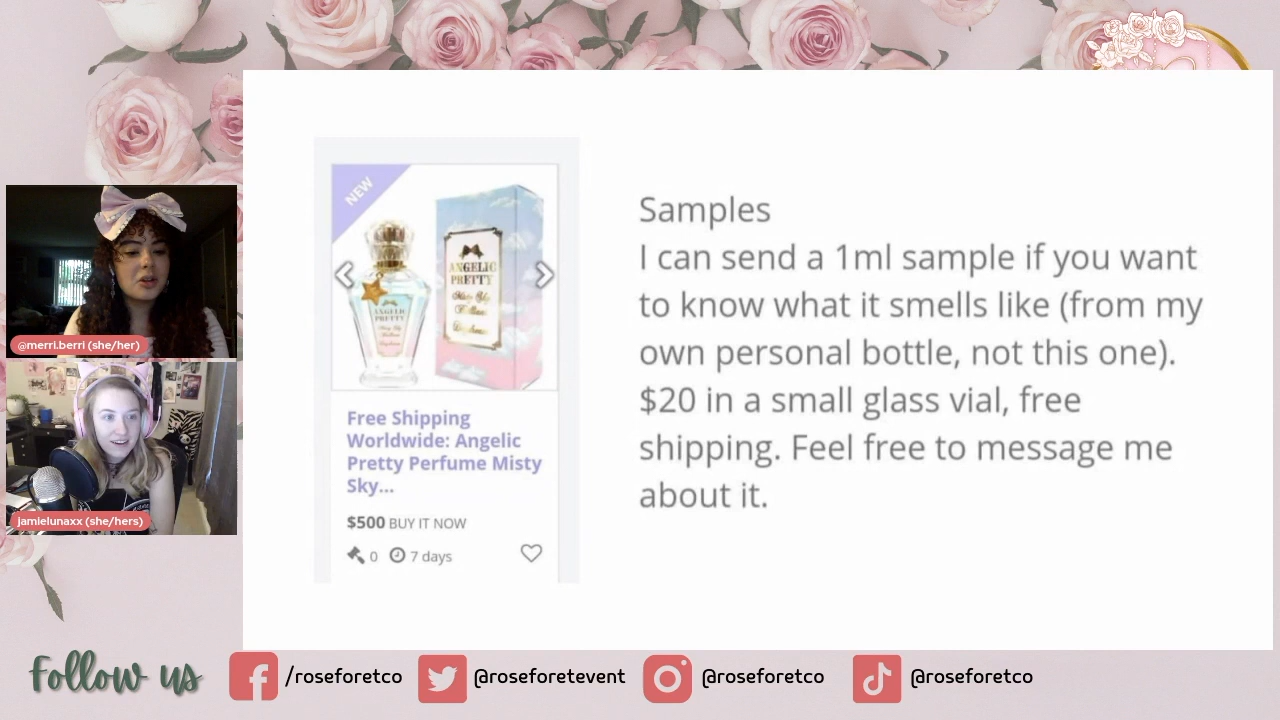 NEW
ANGELIC
PRETTY
ANGELIC
PRETTY
Free Shipping
Worldwide: Angelic
Pretty Perfume Misty
Sky...
$500 BUY IT NOW
0 7 days
Samples
I can send a 1ml sample if you want
to know what it smells like (from my
own personal bottle, not this one).
$20 in a small glass vial, free
shipping. Feel free to message me
about it.
@merri.berri (she/her)
jamielunaxx (she/hers)
Follow us
/roseforetco
@roseforetevent
@roseforetco
@roseforetco